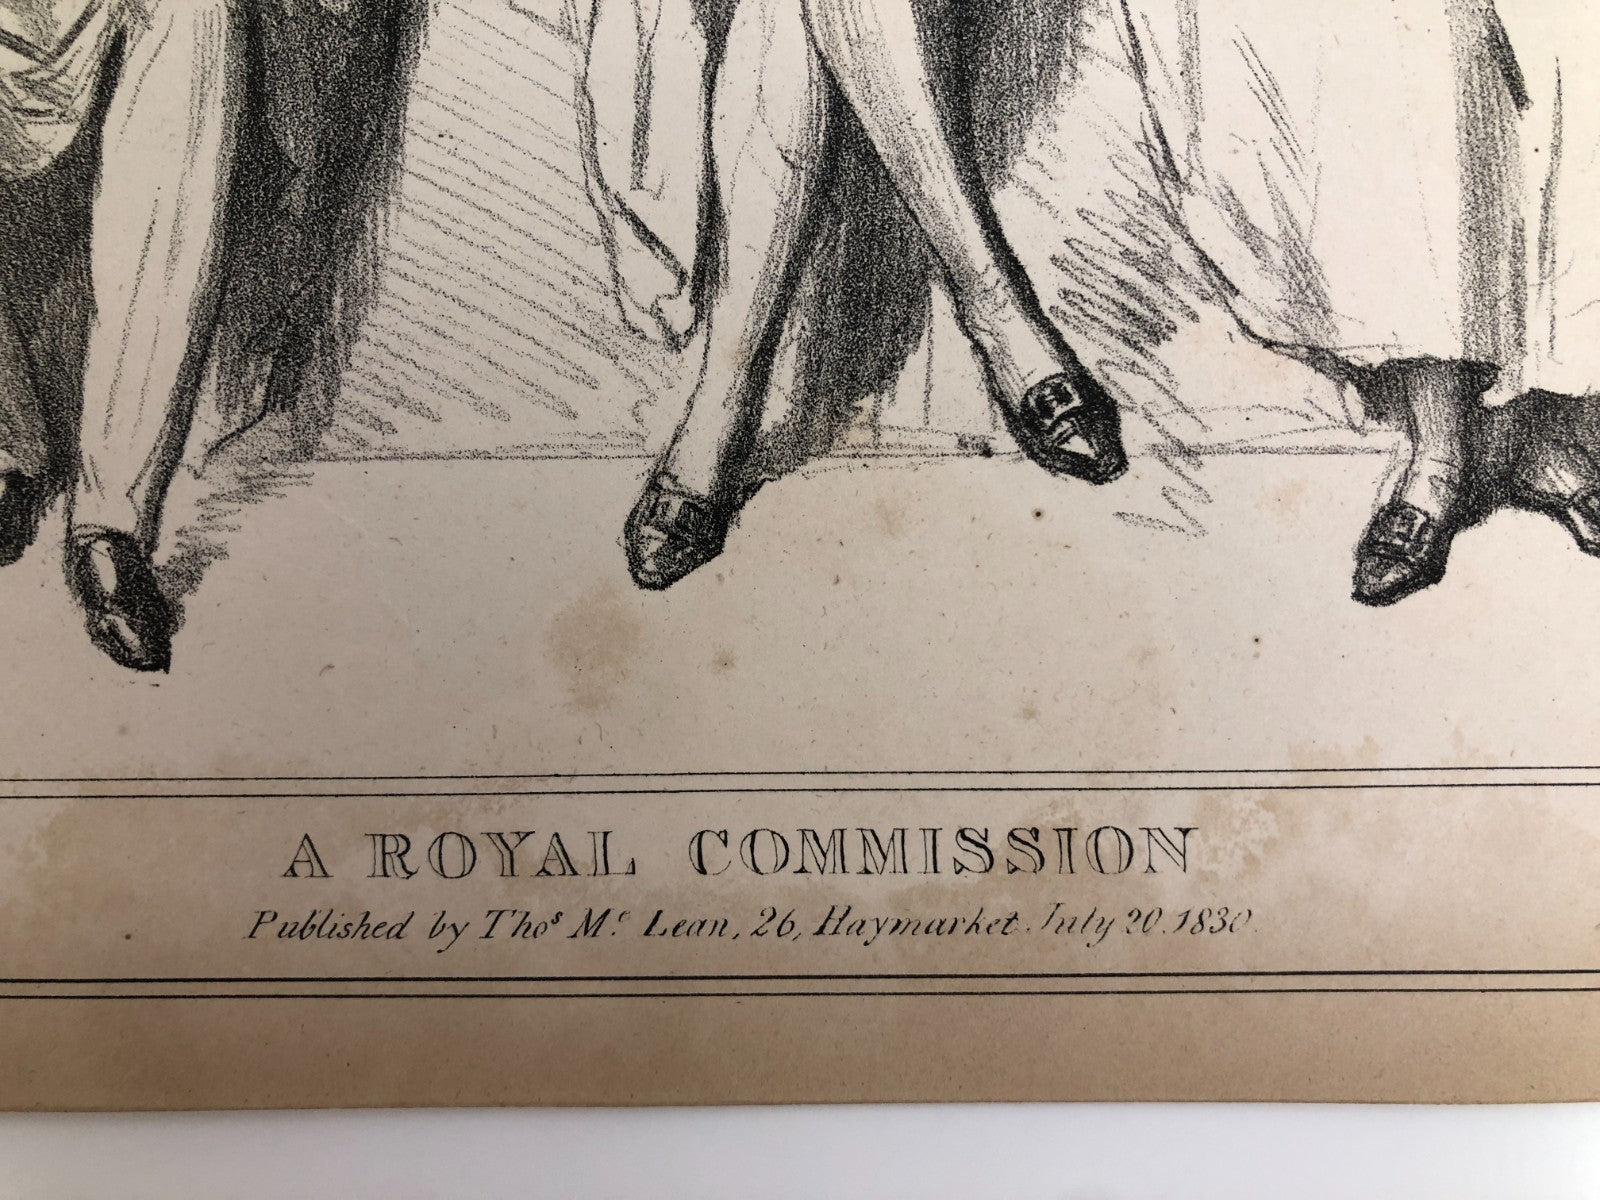 A ROYAL COMMISSION
Published by Thoˢ Mᶜ Lean, 26, Haymarket. July 20. 1830.